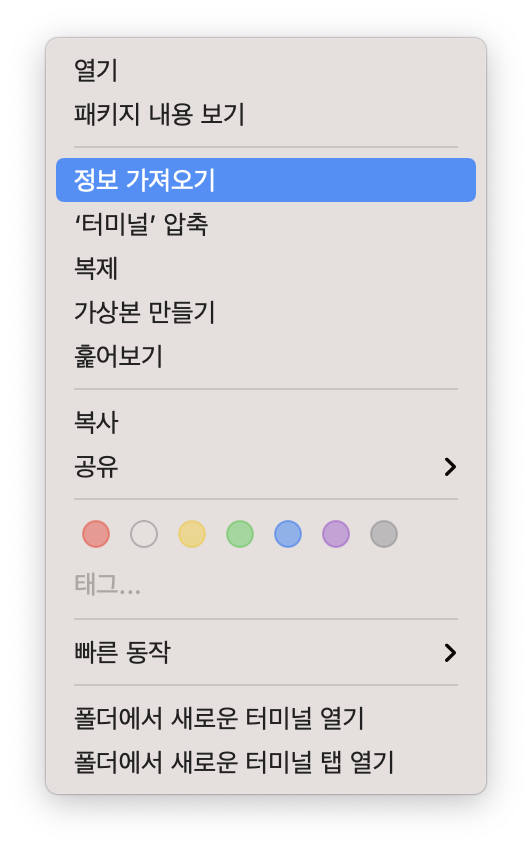 열기
패키지 내용 보기
정보 가져오기
‘터미널’ 압축
복제
가상본 만들기
훑어보기
복사
공유
태그...
빠른 동작
폴더에서 새로운 터미널 열기
폴더에서 새로운 터미널 탭 열기